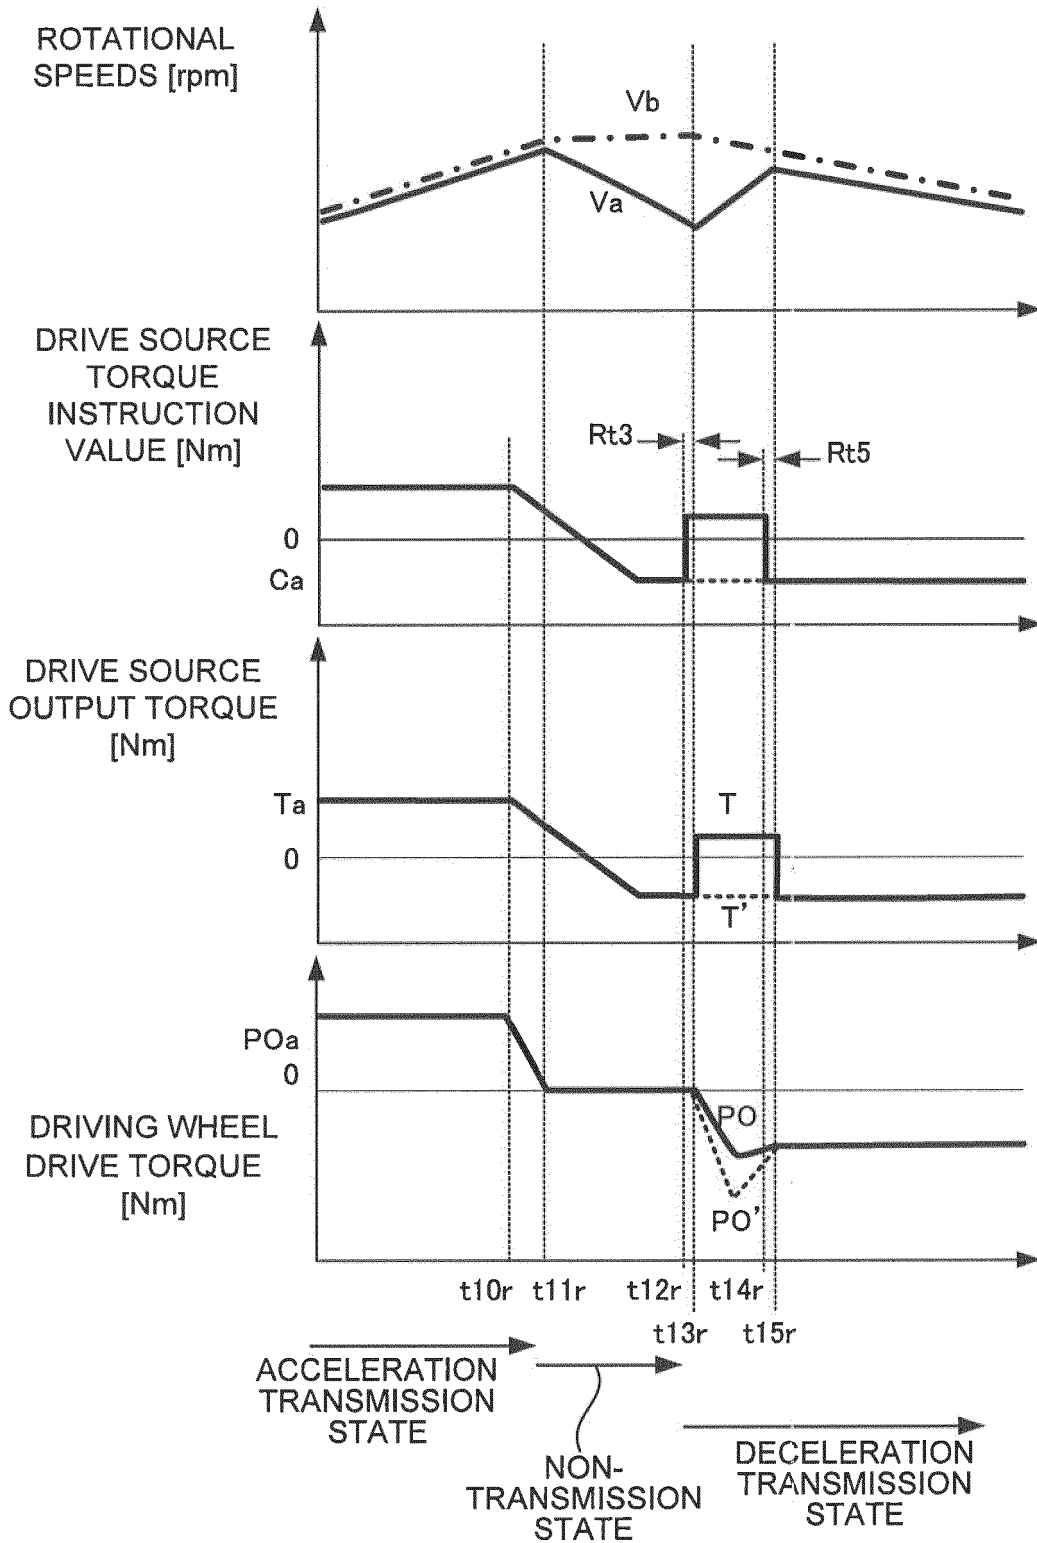 ROTATIONAL
SPEEDS [rpm]
Vb
Va
DRIVE SOURCE
TORQUE
INSTRUCTION
VALUE [Nm]
Rt3
Rt5
0
Ca
DRIVE SOURCE
OUTPUT TORQUE
[Nm]
Ta
T
0
T'
POa
0
PO
DRIVING WHEEL
DRIVE TORQUE
[Nm]
PO'
t10r t11r t12r t14r
t13r t15r
ACCELERATION
TRANSMISSION
STATE
NON-
TRANSMISSION
STATE
DECELERATION
TRANSMISSION
STATE